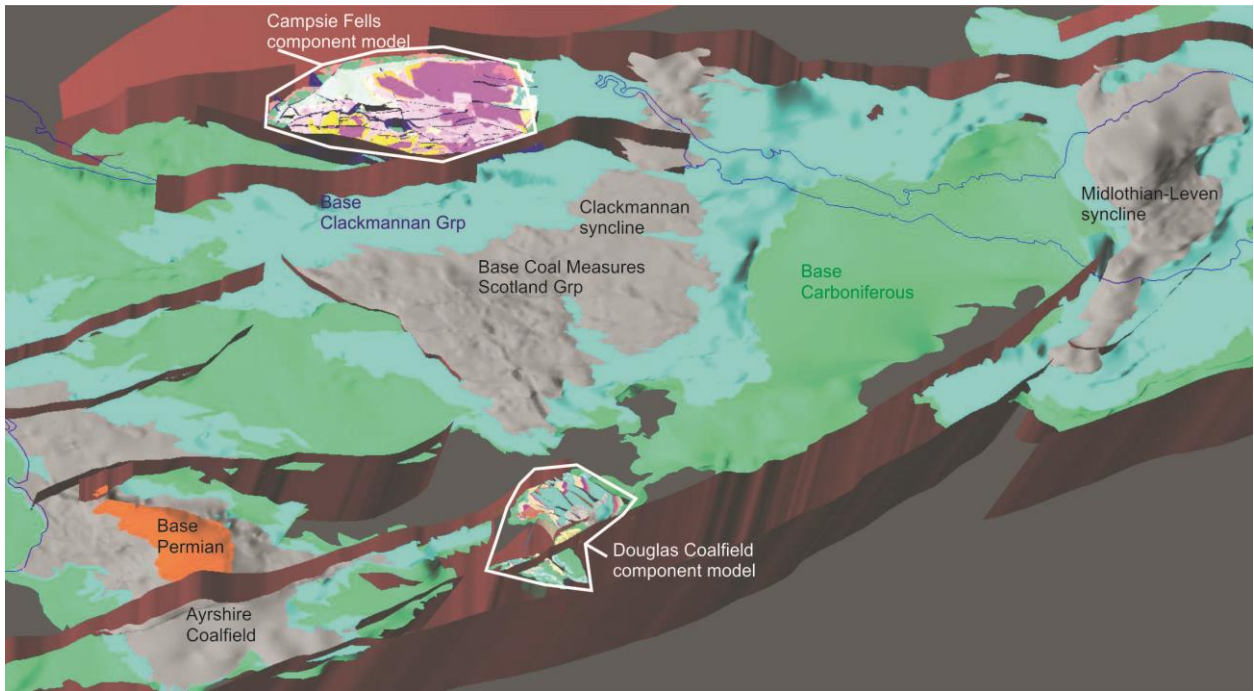 Campsie Fells
component model
Base
Clackmannan Grp
Clackmannan
syncline
Midlothian-Leven
syncline
Base Coal Measures
Scotland Grp
Base
Carboniferous
Base
Permian
Douglas Coalfield
component model
Ayrshire
Coalfield